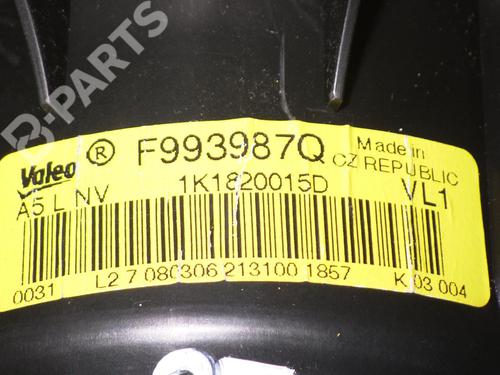 B-PARTS
Valeo ® F993987Q Made in
CZ REPUBLIC
1K1820015D
A5 L NV VL1
0031 L2 7 080306 213100 1857 K 03 004